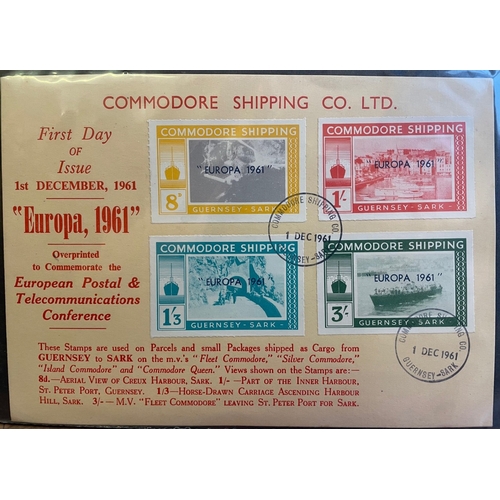 COMMODORE SHIPPING CO. LTD.
First Day
OF
Issue
1st DECEMBER, 1961
"Europa, 1961"
Overprinted
to Commemorate the
European Postal &
Telecommunications
Conference
COMMODORE SHIPPING
"EUROPA 1961"
8D
GUERNSEY - SARK
COMMODORE SHIPPING
"EUROPA 1961"
1/-
GUERNSEY - SARK
COMMODORE SHIPPING
"EUROPA 1961"
1/3
GUERNSEY - SARK
COMMODORE SHIPPING
"EUROPA 1961"
3/-
GUERNSEY - SARK
COMMODORE SHIPPING CO.
1 DEC 1961
GUERNSEY-SARK
COMMODORE SHIPPING CO.
1 DEC 1961
GUERNSEY-SARK
These Stamps are used on Parcels and small Packages shipped as Cargo from
GUERNSEY to SARK on the m.v.'s "Fleet Commodore," "Silver Commodore,"
"Island Commodore" and "Commodore Queen." Views shown on the Stamps are:-
8d.-Aerial View of Creux Harbour, Sark. 1/-Part of the Inner Harbour,
St. Peter Port, Guernsey. 1/3-Horse-Drawn Carriage Ascending Harbour
Hill, Sark. 3/-M.V. "Fleet Commodore" leaving St. Peter Port for Sark.